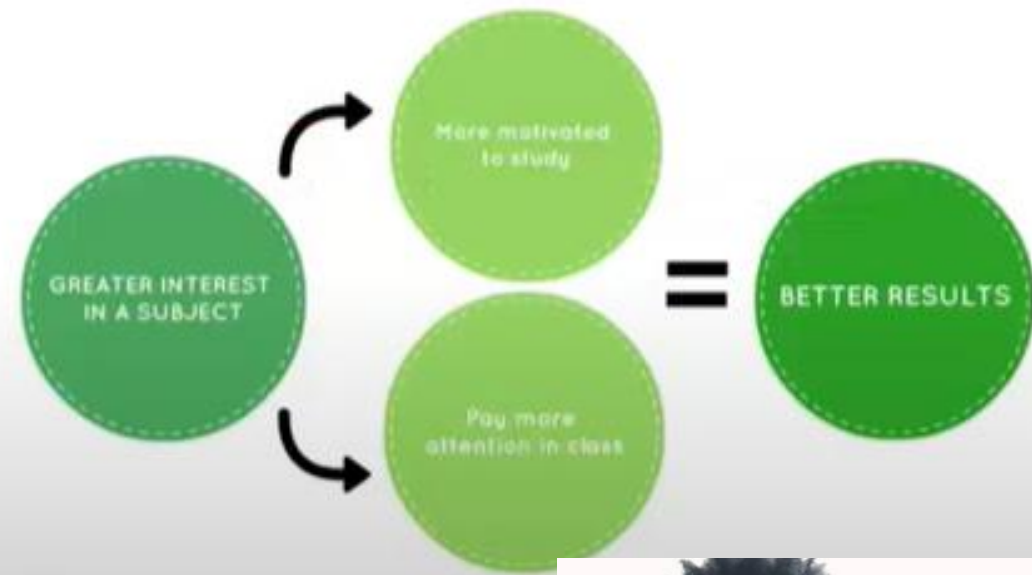 GREATER INTEREST
IN A SUBJECT
More motivated
to study
Pay more
attention in class
BETTER RESULTS